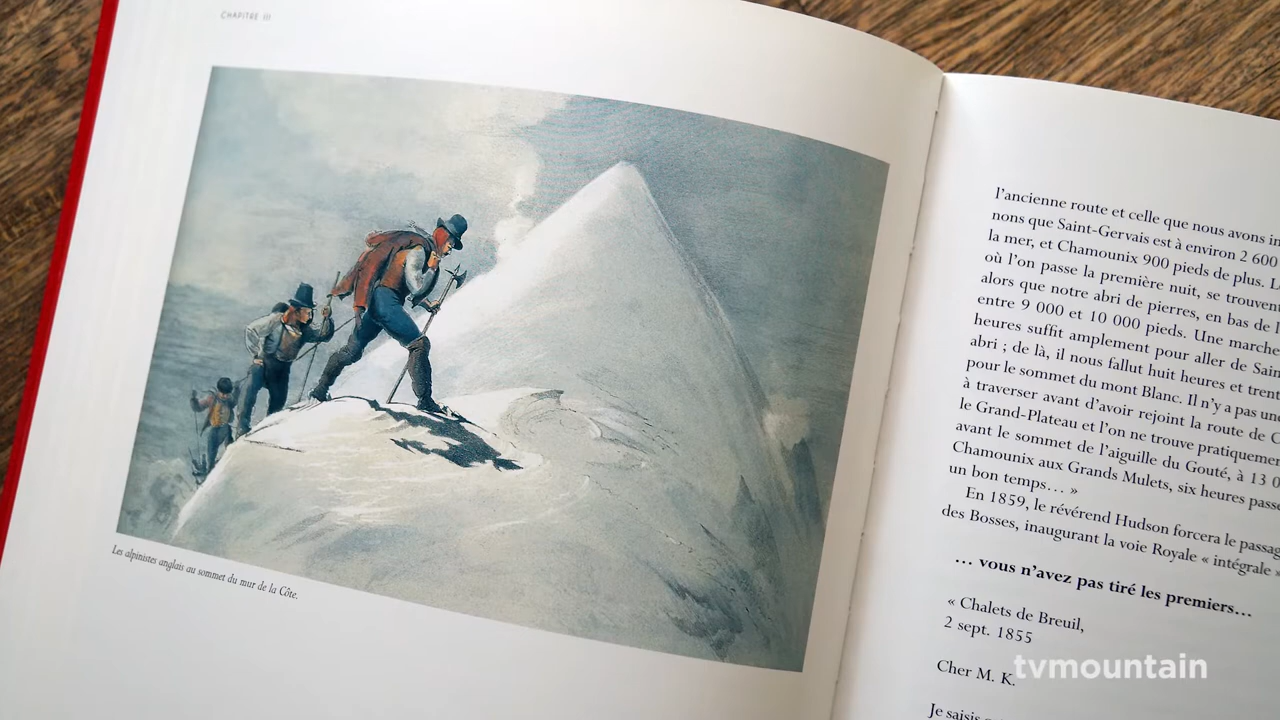 CHAPITRE III
Les alpinistes anglais au sommet du mur de la Côte.
l'ancienne route et celle que nous avons in
nons que Saint-Gervais est à environ 2 600
la mer, et Chamounix 900 pieds de plus. L
où l'on passe la première nuit, se trouven
alors que notre abri de pierres, en bas de
entre 9 000 et 10 000 pieds. Une marche
heures suffit amplement pour aller de Sain
abri ; de là, il nous fallut huit heures et trent
pour le sommet du mont Blanc. Il n'y a pas un
à traverser avant d'avoir rejoint la route de C
le Grand-Plateau et l'on ne trouve pratiquemen
avant le sommet de l'aiguille du Gouté, à 13 0
Chamounix aux Grands Mulets, six heures passe
un bon temps… »
En 1859, le révérend Hudson forcera le passag
des Bosses, inaugurant la voie Royale « intégrale »
… vous n'avez pas tiré les premiers…
« Chalets de Breuil,
2 sept. 1855
Cher M. K.
Je saisis
tvmountain